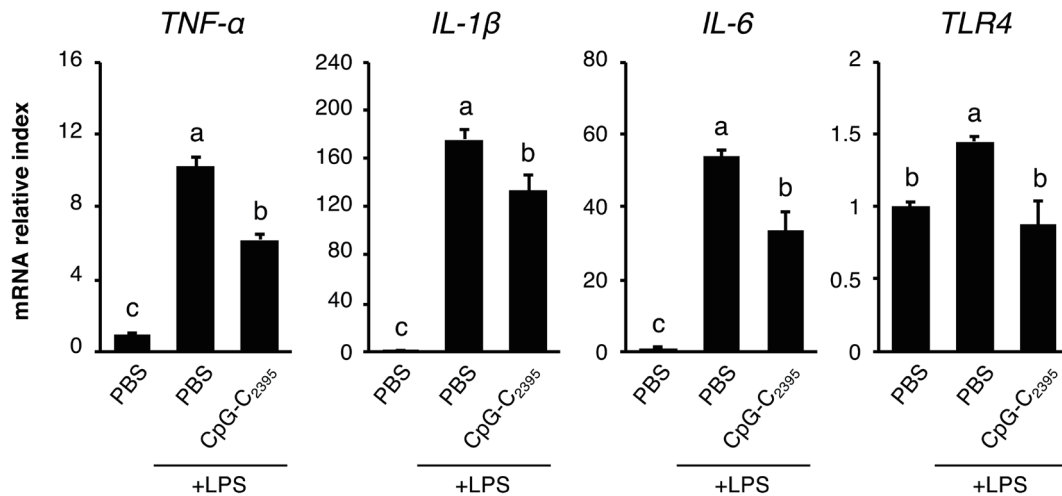 TNF-α IL-1β IL-6 TLR4
mRNA relative index
16
12
8
4
0
a
b
c
PBS
PBS
CpG-C₂₃₉₅
+LPS
240
200
160
120
80
40
0
a
b
c
PBS
PBS
CpG-C₂₃₉₅
+LPS
80
60
40
20
0
a
b
c
PBS
PBS
CpG-C₂₃₉₅
+LPS
2
1.5
1
0.5
0
b
a
b
PBS
PBS
CpG-C₂₃₉₅
+LPS